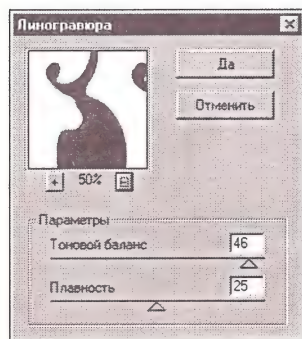 Линогравюра
Да
Отменить
+ 50%
Параметры
Тоновой баланс 46
Плавность 25